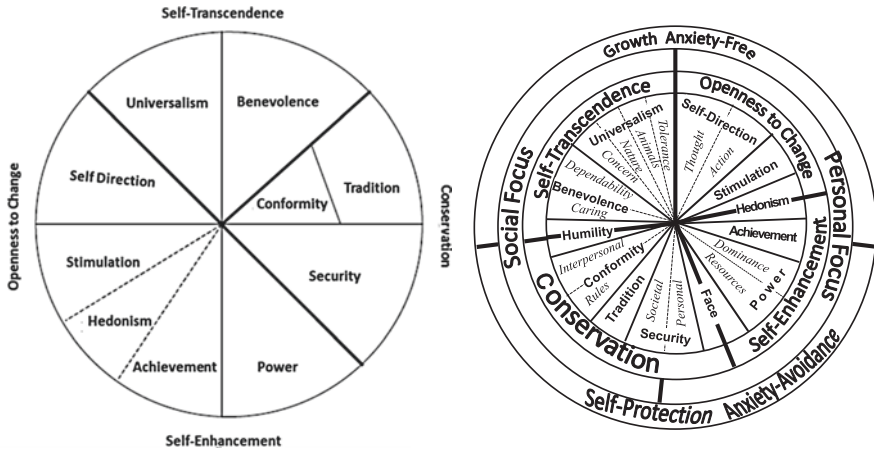 Self-Transcendence
Universalism
Benevolence
Self Direction
Conformity
Tradition
Openness to Change
Conservation
Stimulation
Security
Hedonism
Achievement
Power
Self-Enhancement
Growth Anxiety-Free
Self-Transcendence
Openness to Change
Social Focus
Personal Focus
Universalism
Tolerance
Animals
Nature
Concern
Self-Direction
Thought
Action
Dependability
Benevolence
Caring
Stimulation
Hedonism
Humility
Achievement
Interpersonal
Conformity
Rules
Dominance
Resources
Power
Tradition
Societal
Personal
Security
Face
Self-Enhancement
Conservation
Self-Protection
Anxiety-Avoidance